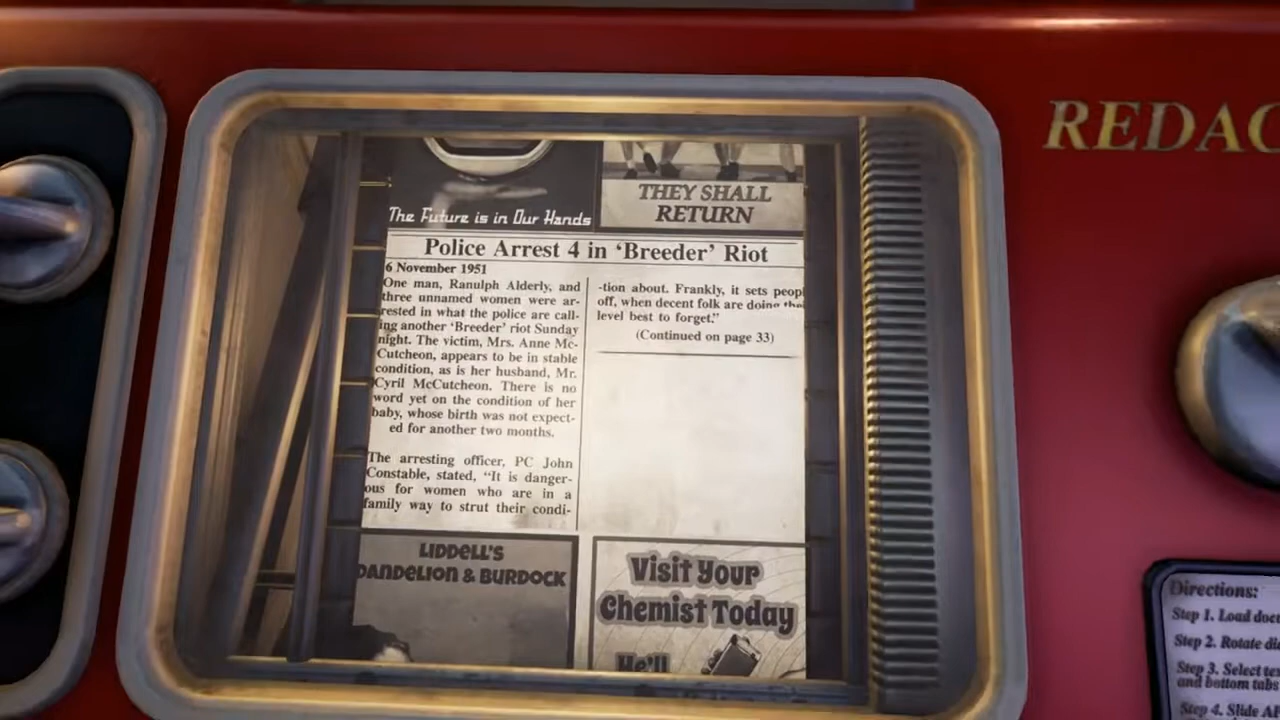 REDAC
The Future is in Our Hands
THEY SHALL
RETURN
Police Arrest 4 in ‘Breeder’ Riot
6 November 1951
One man, Ranulph Alderly, and
three unnamed women were ar-
rested in what the police are call-
ing another ‘Breeder’ riot Sunday
night. The victim, Mrs. Anne Mc-
Cutcheon, appears to be in stable
condition, as is her husband, Mr.
Cyril McCutcheon. There is no
word yet on the condition of her
baby, whose birth was not expect-
ed for another two months.
The arresting officer, PC John
Constable, stated, “It is danger-
ous for women who are in a
family way to strut their condi-
-tion about. Frankly, it sets peopl
off, when decent folk are doing the
level best to forget.”
(Continued on page 33)
LIDDELL'S
DANDELION & BURDOCK
Visit Your
Chemist Today
He'll
Directions:
Step 1. Load doc
Step 2. Rotate di
Step 3. Select tex
and bottom tabs
Step 4. Slide